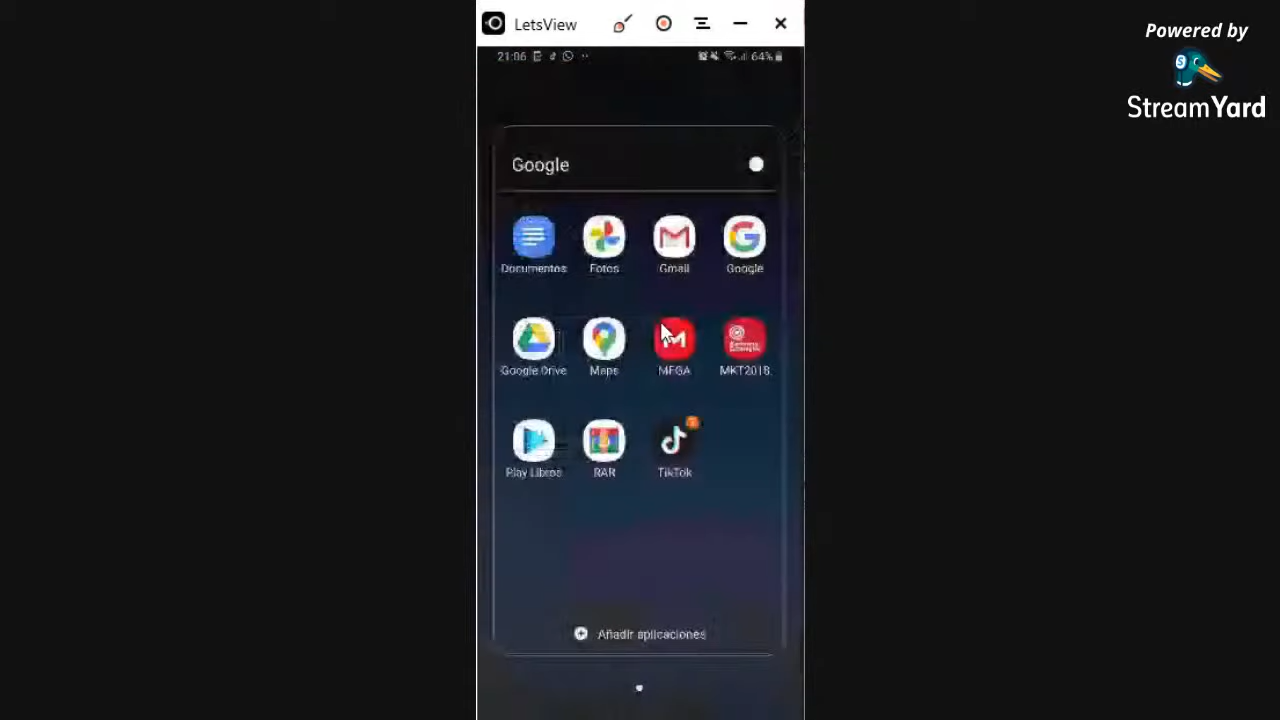 LetsView
Powered by
StreamYard
21:06 64%
Google
Documentos Fotos Gmail Google
Google Drive Maps MEGA MKT2018
Play Libros RAR TikTok
Añadir aplicaciones